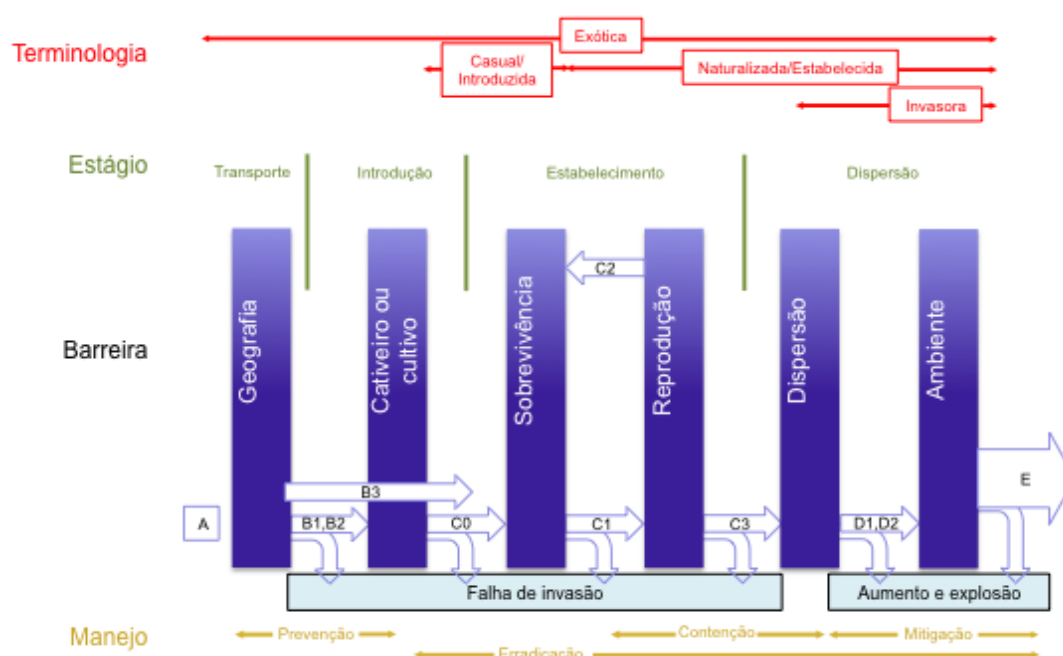 Terminologia
Exótica
Casual/
Introduzida
Naturalizada/Estabelecida
Invasora
Estágio
Transporte
Introdução
Estabelecimento
Dispersão
Barreira
Geografia
Cativeiro ou
cultivo
Sobrevivência
Reprodução
Dispersão
Ambiente
C2
A
B3
B1,B2
C0
C1
C3
D1,D2
E
Falha de invasão
Aumento e explosão
Manejo
Prevenção
Contenção
Mitigação
Erradicação